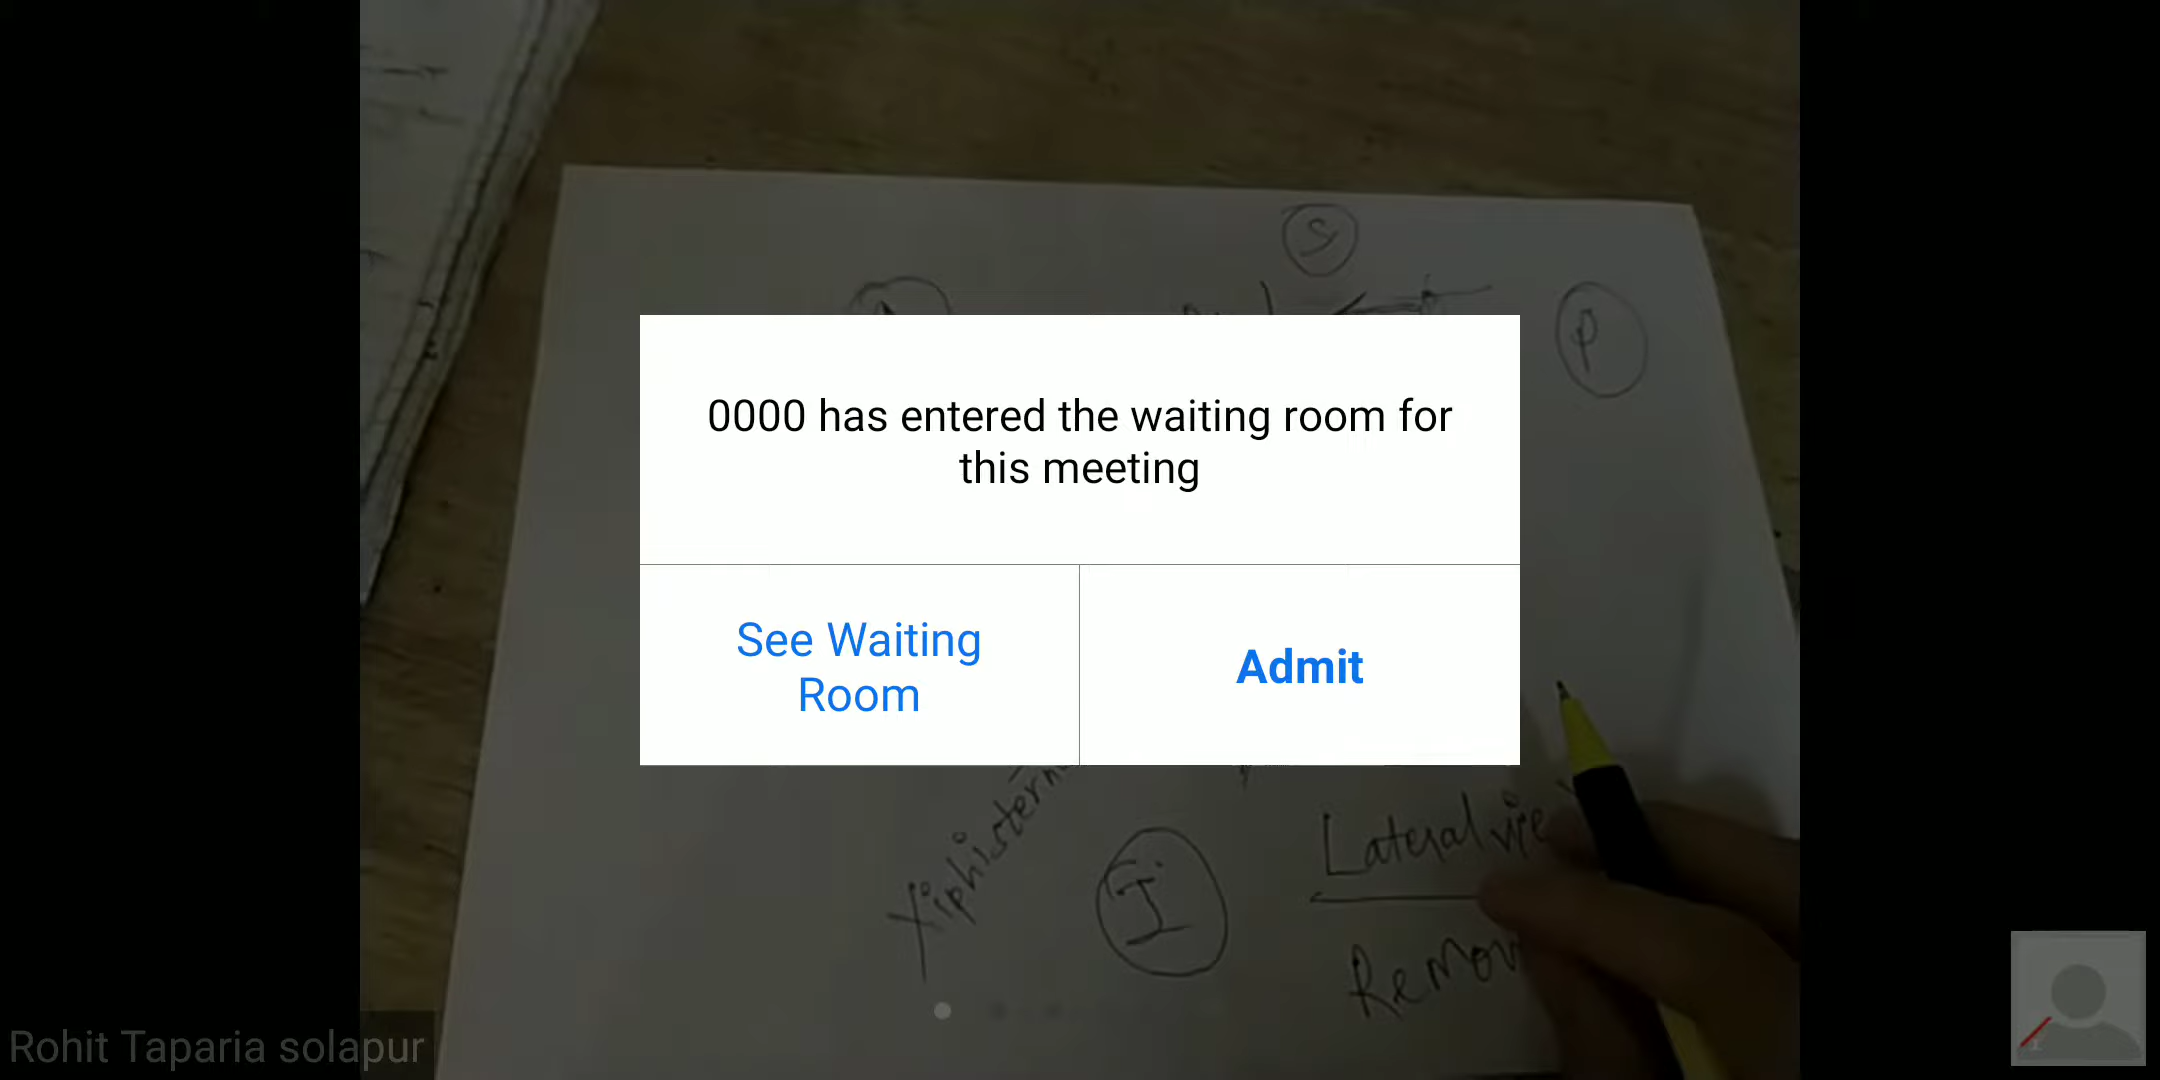 S
P
0000 has entered the waiting room for
this meeting
See Waiting
Room
Admit
Lateral vie
I
Remov
Rohit Taparia solapur